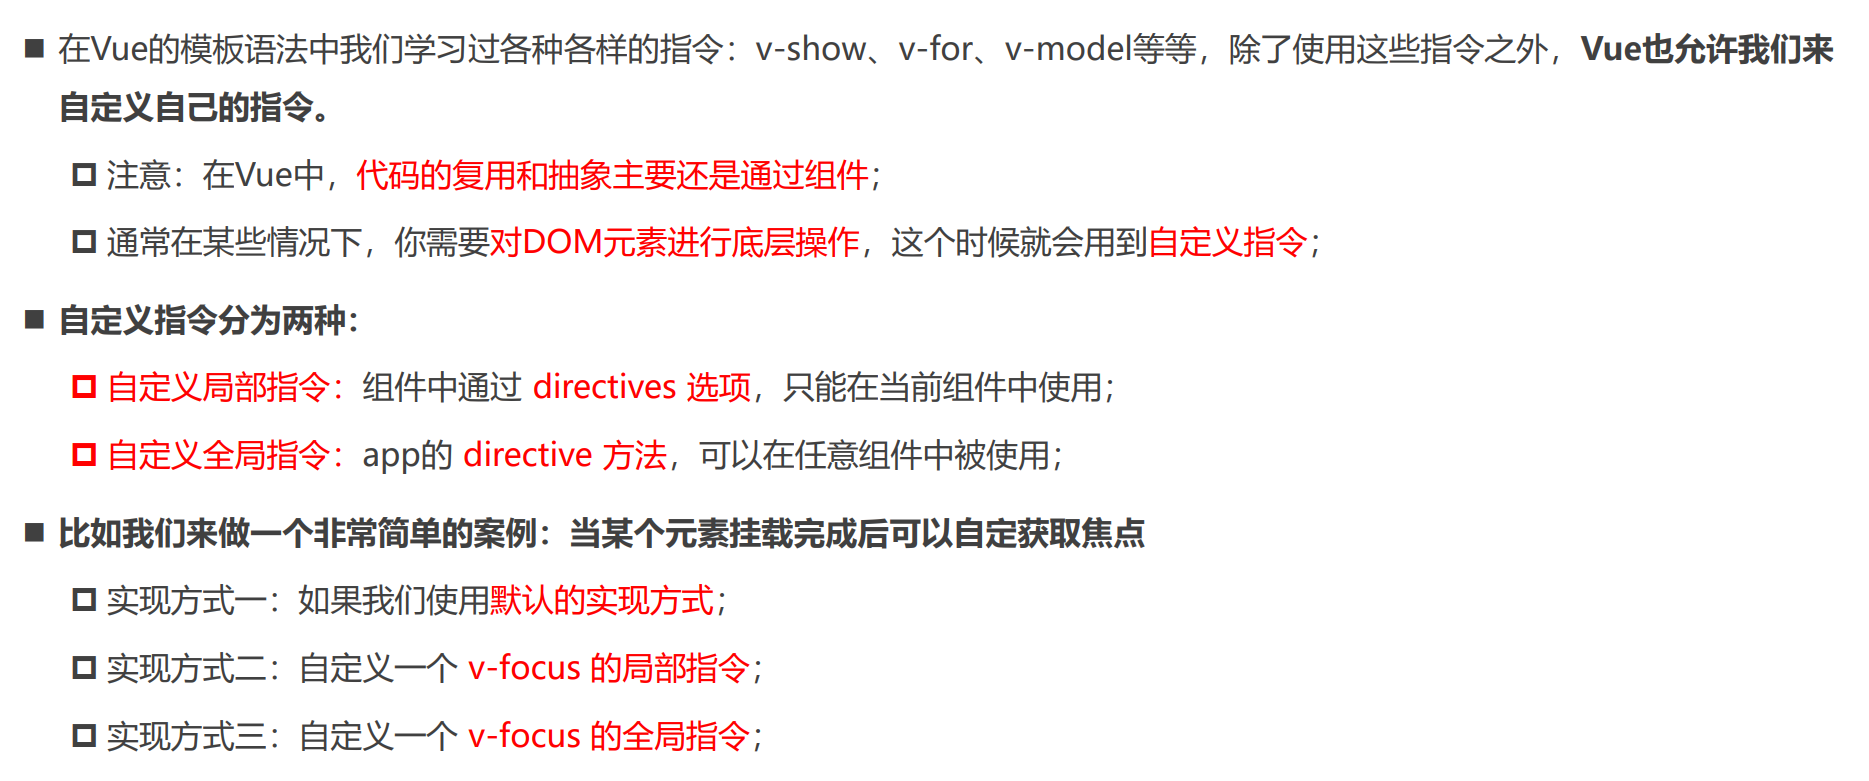 在Vue的模板语法中我们学习过各种各样的指令：v-show、v-for、v-model等等，除了使用这些指令之外，Vue也允许我们来
自定义自己的指令。
注意：在Vue中，代码的复用和抽象主要还是通过组件；
通常在某些情况下，你需要对DOM元素进行底层操作，这个时候就会用到自定义指令；
自定义指令分为两种：
自定义局部指令：组件中通过 directives 选项，只能在当前组件中使用；
自定义全局指令：app的 directive 方法，可以在任意组件中被使用；
比如我们来做一个非常简单的案例：当某个元素挂载完成后可以自定获取焦点
实现方式一：如果我们使用默认的实现方式；
实现方式二：自定义一个 v-focus 的局部指令；
实现方式三：自定义一个 v-focus 的全局指令；